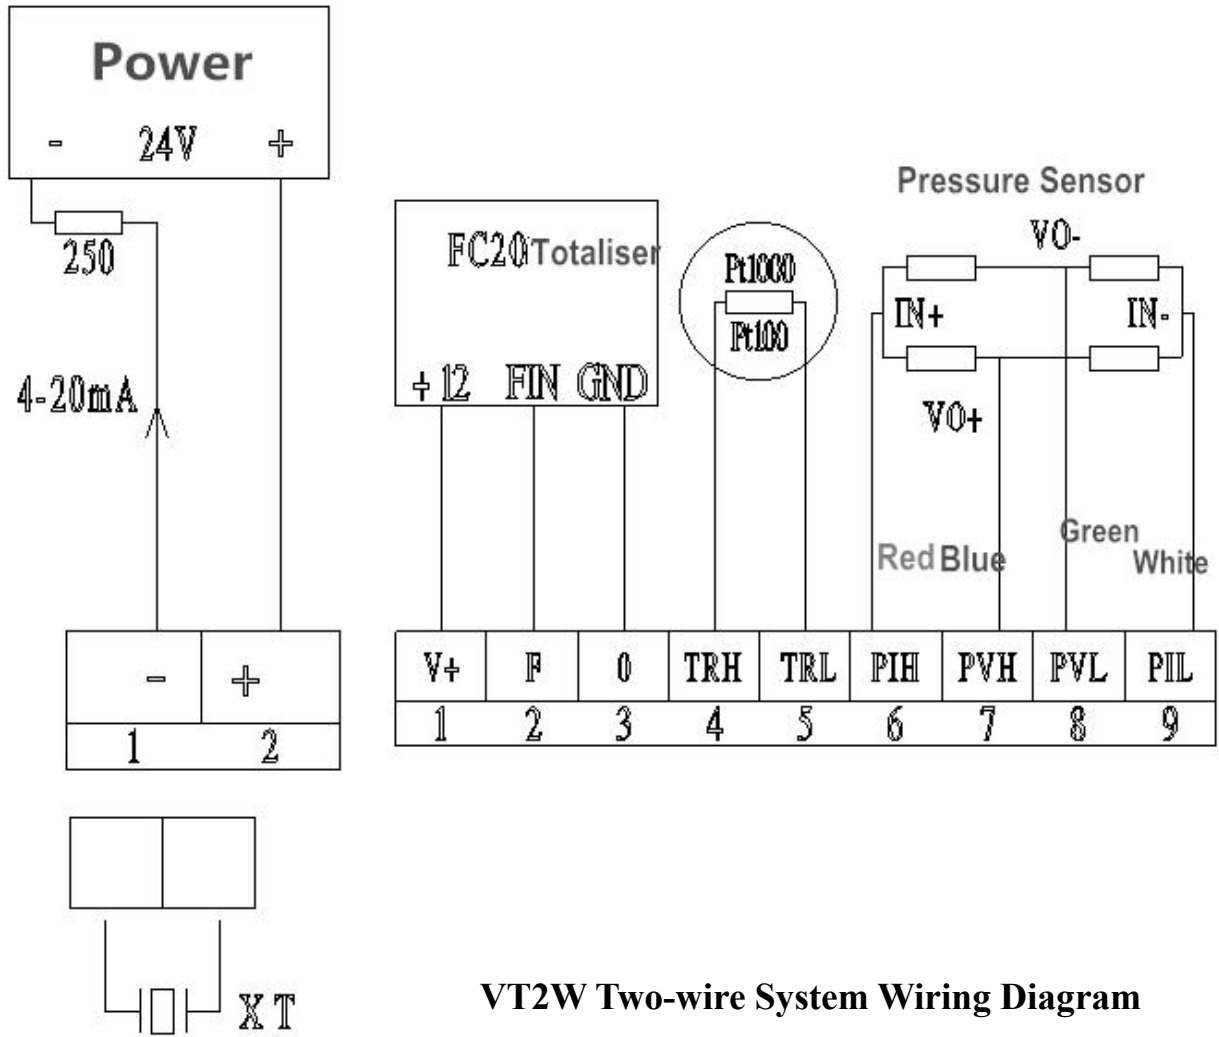 Power
- 24V +
250
4-20mA
- +
1 2
X T
FC20 Totaliser
+12 FIN GND
Pt1000
Pt100
Pressure Sensor
VO-
IN+ IN-
VO+
Red Blue Green White
V+ F 0 TRH TRL PIH PVH PVL PIL
1 2 3 4 5 6 7 8 9
VT2W Two-wire System Wiring Diagram